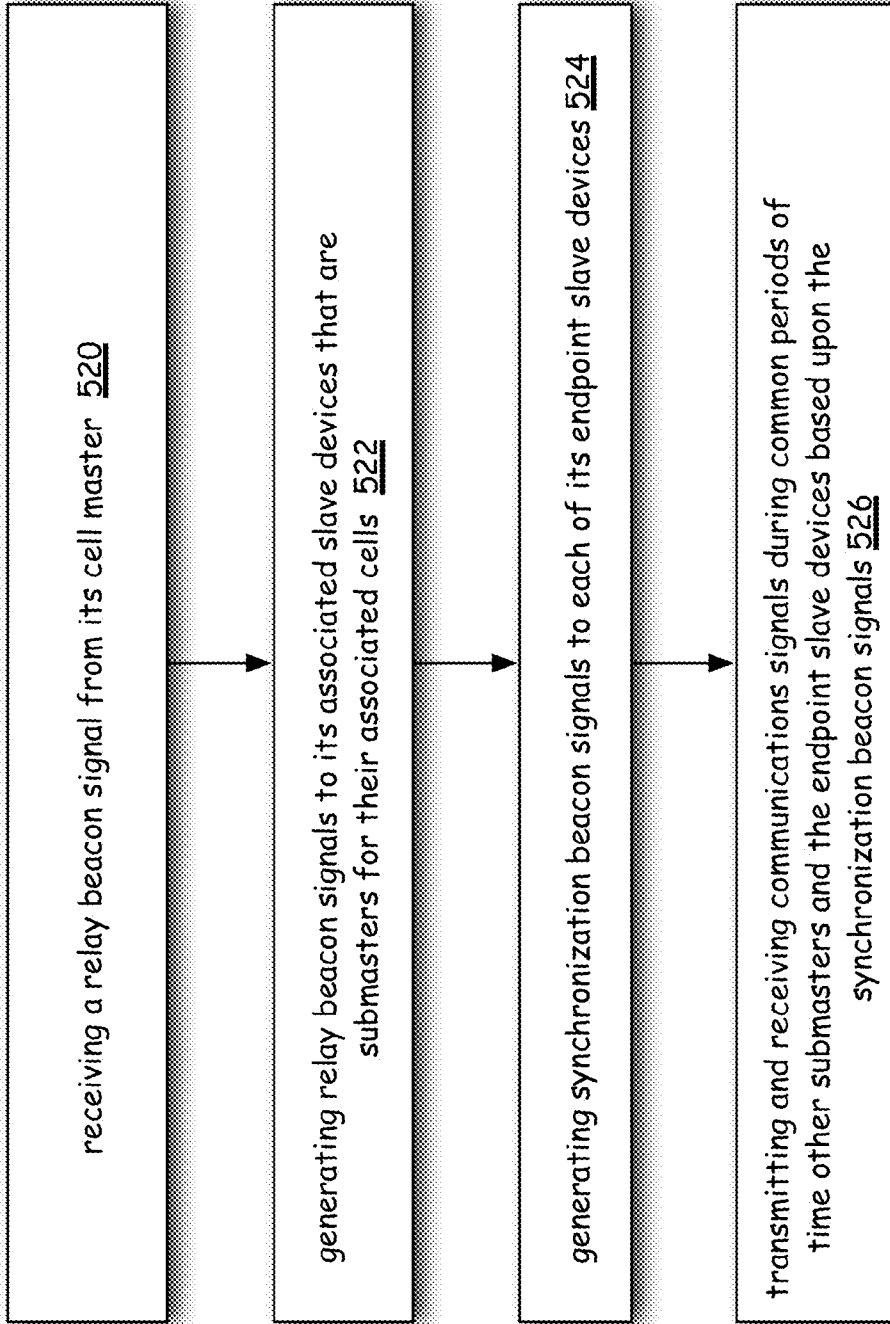 receiving a relay beacon signal from its cell master 520
generating relay beacon signals to its associated slave devices that are
submasters for their associated cells 522
generating synchronization beacon signals to each of its endpoint slave devices 524
transmitting and receiving communications signals during common periods of
time other submasters and the endpoint slave devices based upon the
synchronization beacon signals 526